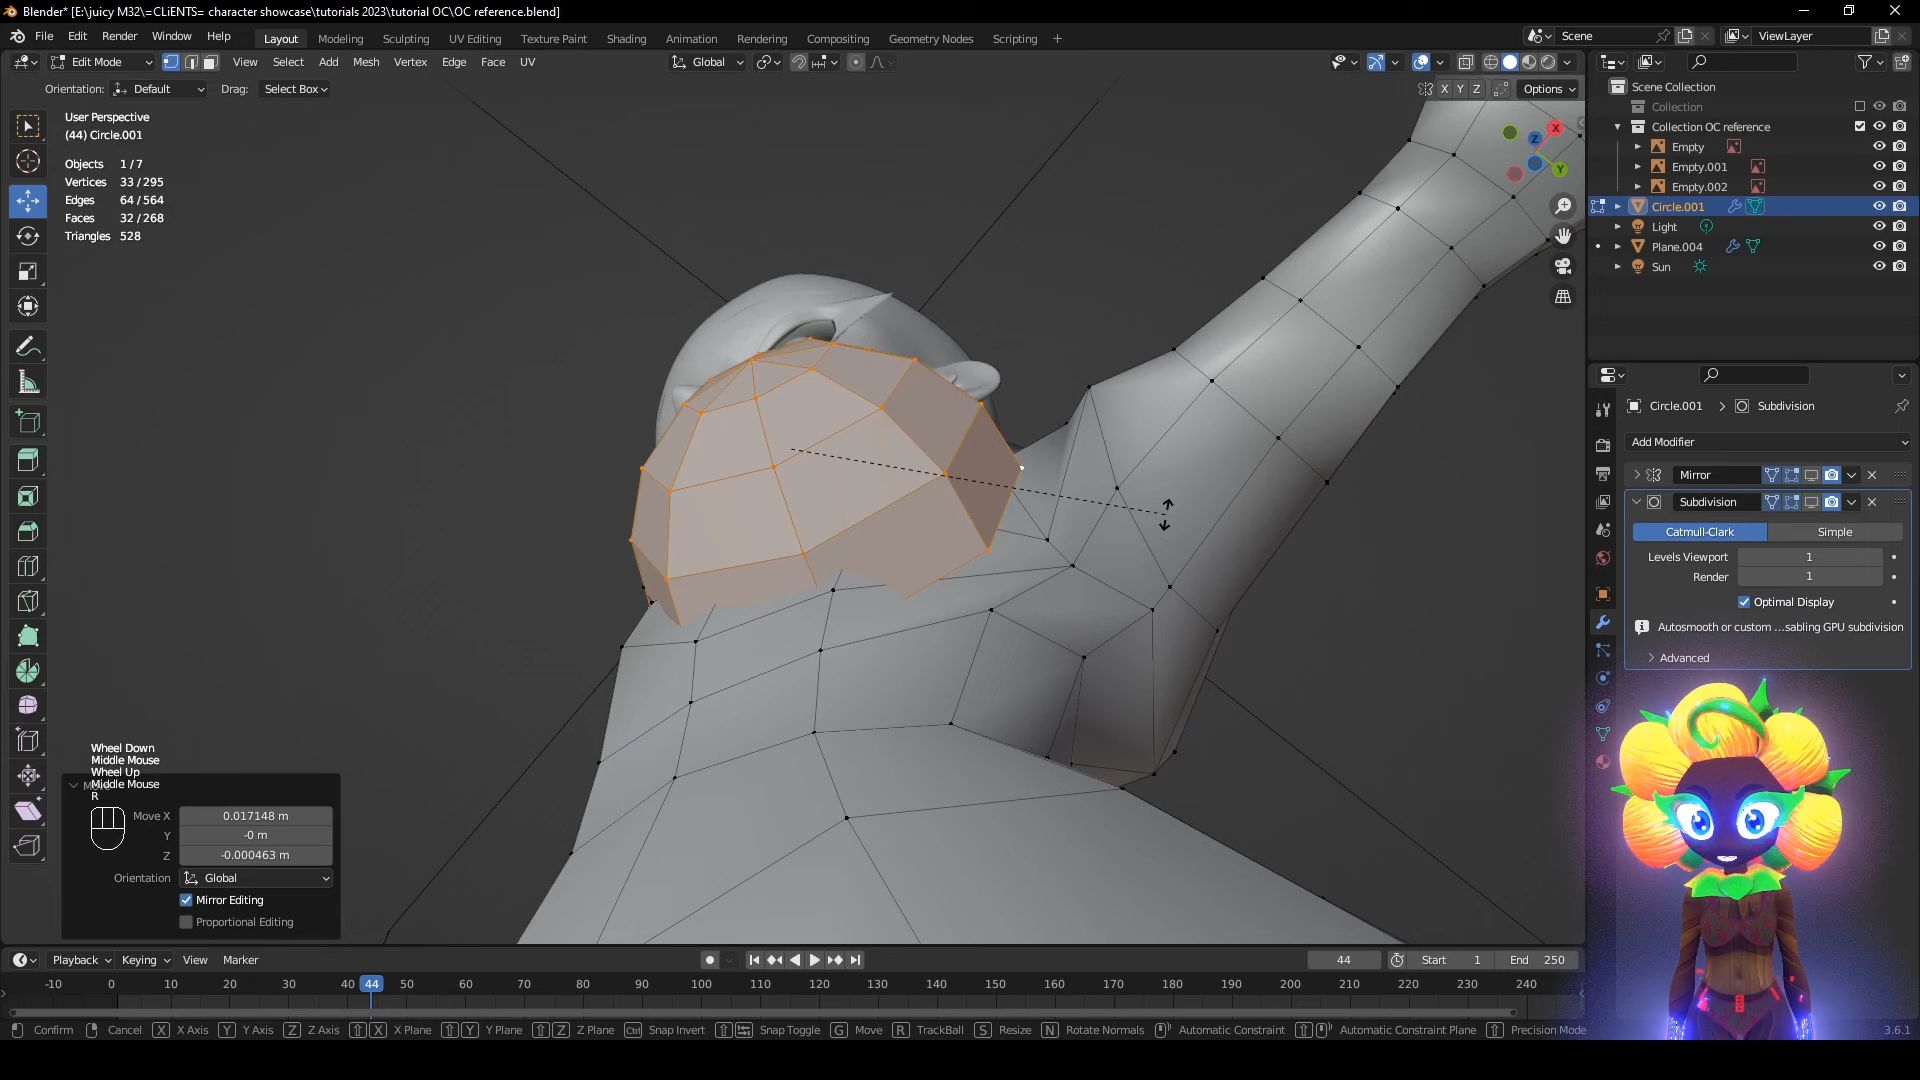 Blender* [E:\juicy M32\=CLiENTS= character showcase\tutorials 2023\tutorial OC\OC reference.blend]
File Edit Render Window Help Layout Modeling Sculpting UV Editing Texture Paint Shading Animation Rendering Compositing Geometry Nodes Scripting + Scene ViewLayer
Edit Mode View Select Add Mesh Vertex Edge Face UV Global
Orientation: Default Drag: Select Box X Y Z Options
User Perspective
(44) Circle.001
Objects 1/7
Vertices 33/295
Edges 64/564
Faces 32/268
Triangles 528
X
Y
Z
Wheel Down
Middle Mouse
Wheel Up
Middle Mouse
R
Move X 0.017148 m
Y -0 m
Z -0.000463 m
Orientation Global
Mirror Editing
Proportional Editing
Scene Collection
Collection
Collection OC reference
Empty
Empty.001
Empty.002
Circle.001
Light
Plane.004
Sun
Circle.001 > Subdivision
Add Modifier
Mirror
Subdivision
Catmull-Clark Simple
Levels Viewport 1
Render 1
Optimal Display
Autosmooth or custom ...sabling GPU subdivision
Advanced
Playback Keying View Marker 44 Start 1 End 250
-10 0 10 20 30 40 44 50 60 70 80 90 100 110 120 130 140 150 160 170 180 190 200 210 220 230 240
Confirm Cancel X X Axis Y Y Axis Z Z Axis X X Plane Y Y Plane Z Z Plane Ctrl Snap Invert Snap Toggle G Move R TrackBall S Resize N Rotate Normals Automatic Constraint Automatic Constraint Plane Precision Mode 3.6.1